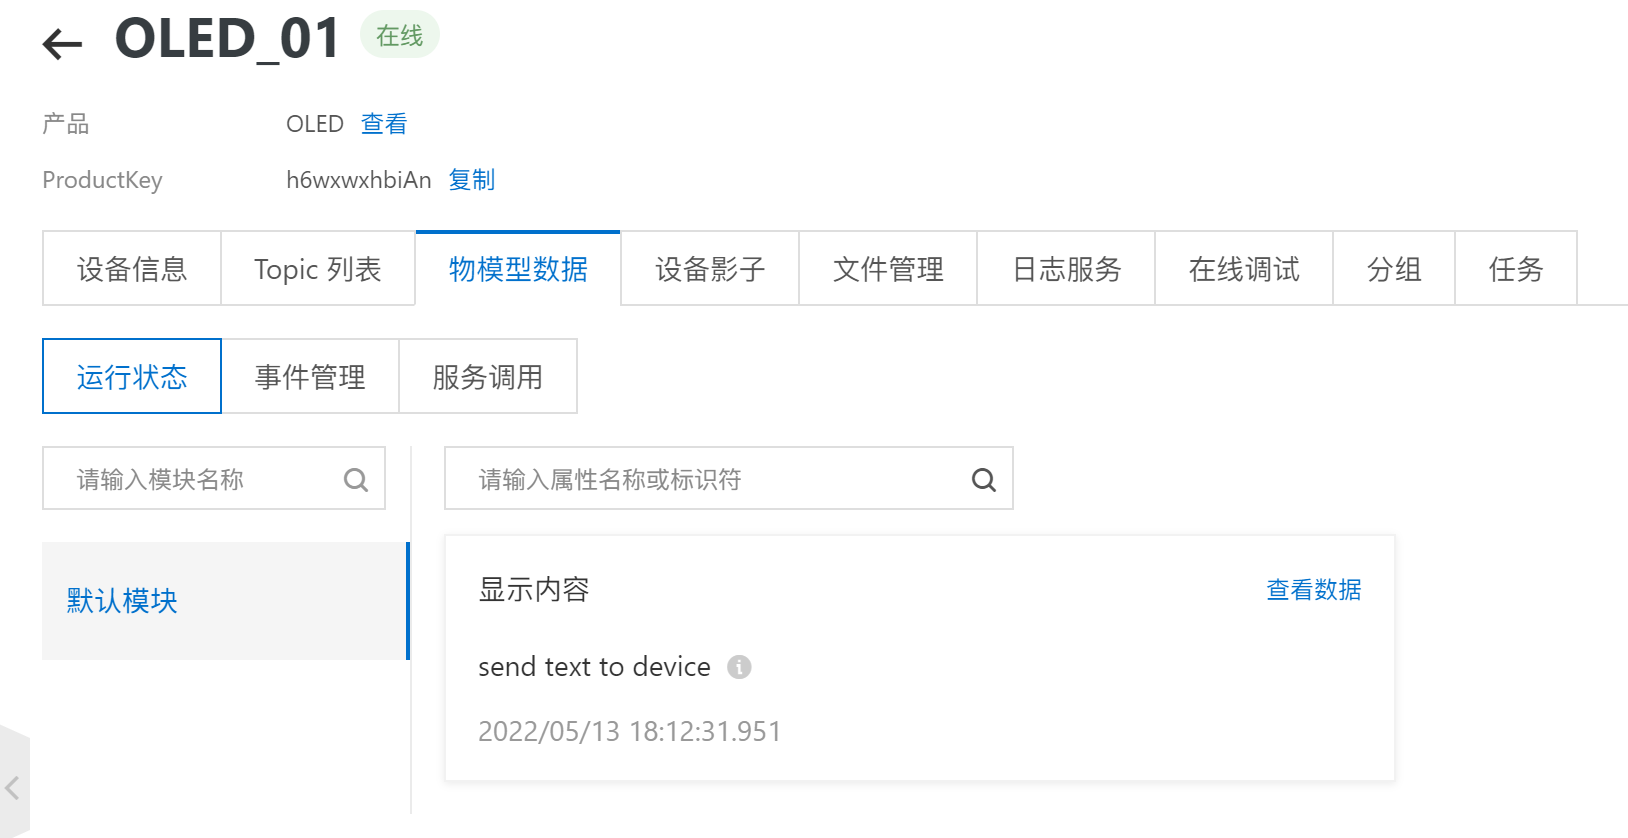 OLED_01 在线
产品 OLED 查看
ProductKey h6wxwxhbiAn 复制
设备信息 Topic 列表 物模型数据 设备影子 文件管理 日志服务 在线调试 分组 任务
运行状态 事件管理 服务调用
请输入模块名称 请输入属性名称或标识符
默认模块
显示内容 查看数据
send text to device
2022/05/13 18:12:31.951